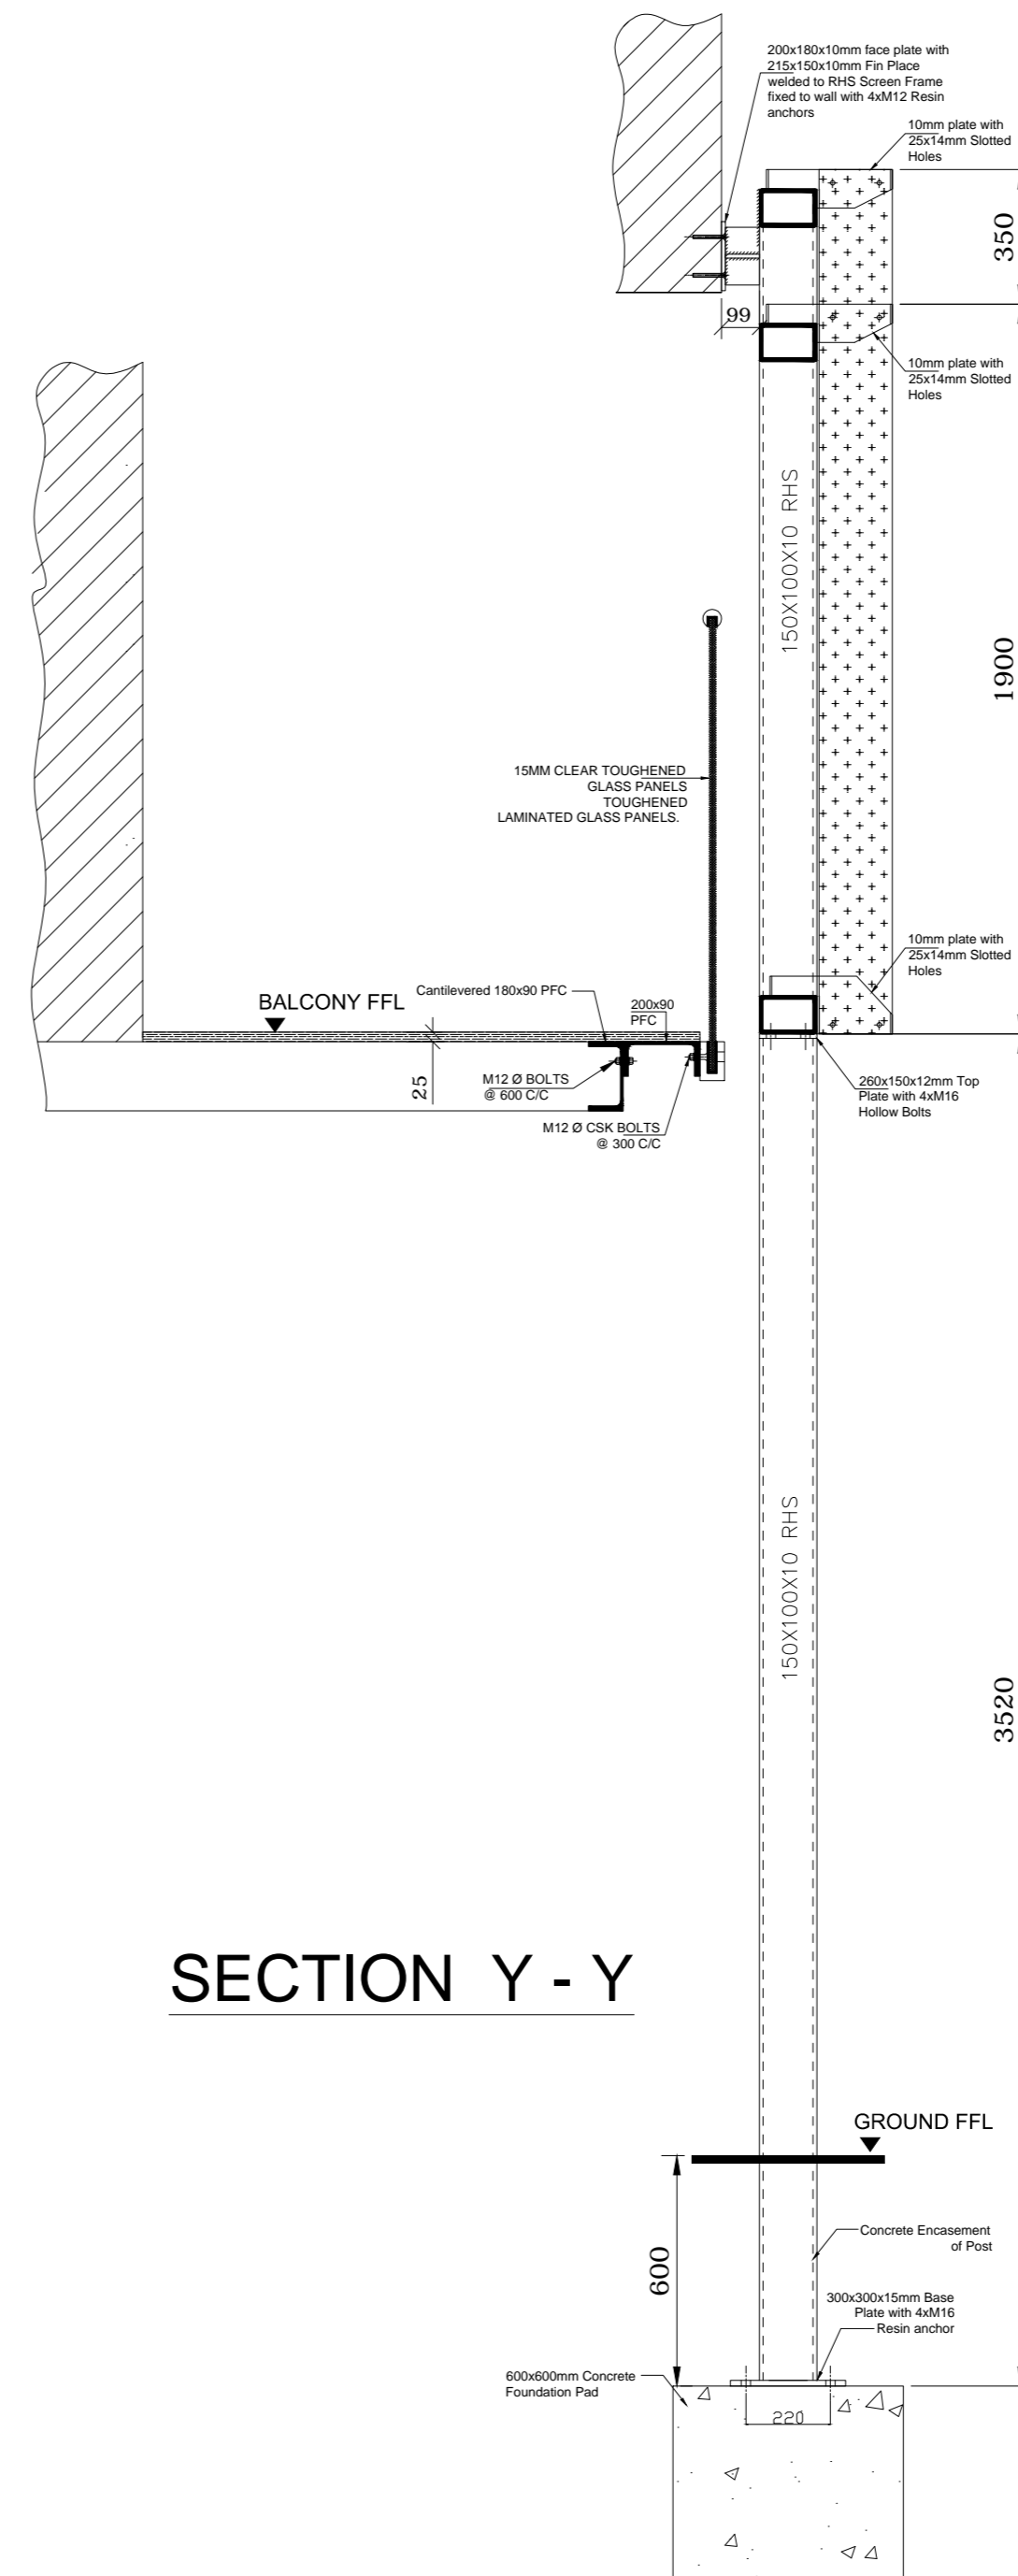 200x180x10mm face plate with
215x150x10mm Fin Place
welded to RHS Screen Frame
fixed to wall with 4xM12 Resin
anchors
10mm plate with
25x14mm Slotted
Holes
350
99
10mm plate with
25x14mm Slotted
Holes
150X100X10 RHS
1900
15MM CLEAR TOUGHENED
GLASS PANELS
TOUGHENED
LAMINATED GLASS PANELS.
10mm plate with
25x14mm Slotted
Holes
BALCONY FFL
Cantilevered 180x90 PFC
200x90
PFC
25
M12 Ø BOLTS
@ 600 C/C
M12 Ø CSK BOLTS
@ 300 C/C
260x150x12mm Top
Plate with 4xM16
Hollow Bolts
150X100X10 RHS
3520
SECTION Y - Y
GROUND FFL
600
Concrete Encasement
of Post
300x300x15mm Base
Plate with 4xM16
Resin anchor
600x600mm Concrete
Foundation Pad
220